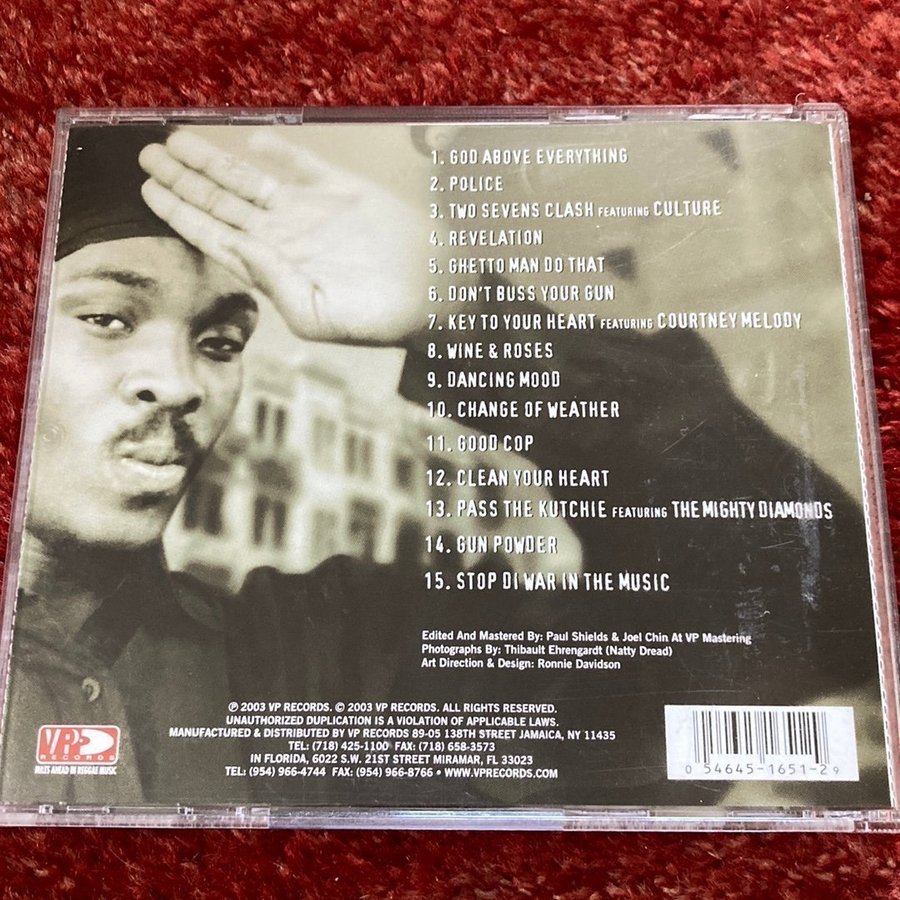 1. GOD ABOVE EVERYTHING
2. POLICE
3. TWO SEVENS CLASH FEATURING CULTURE
4. REVELATION
5. GHETTO MAN DO THAT
6. DON'T BUSS YOUR GUN
7. KEY TO YOUR HEART FEATURING COURTNEY MELODY
8. WINE & ROSES
9. DANCING MOOD
10. CHANGE OF WEATHER
11. GOOD COP
12. CLEAN YOUR HEART
13. PASS THE KUTCHIE FEATURING THE MIGHTY DIAMONDS
14. GUN POWDER
15. STOP DI WAR IN THE MUSIC
Edited And Mastered By: Paul Shields & Joel Chin At VP Mastering
Photographs By: Thibault Ehrengardt (Natty Dread)
Art Direction & Design: Ronnie Davidson
℗ 2003 VP RECORDS. © 2003 VP RECORDS. ALL RIGHTS RESERVED.
UNAUTHORIZED DUPLICATION IS A VIOLATION OF APPLICABLE LAWS.
MANUFACTURED & DISTRIBUTED BY VP RECORDS 89-05 138TH STREET JAMAICA, NY 11435
TEL: (718) 425-1100 FAX: (718) 658-3573
IN FLORIDA, 6022 S.W. 21ST STREET MIRAMAR, FL 33023
TEL: (954) 966-4744 FAX: (954) 966-8766 • WWW.VPRECORDS.COM
VP
RECORDS
MILES AHEAD IN REGGAE MUSIC
0 54645-1651-2 9